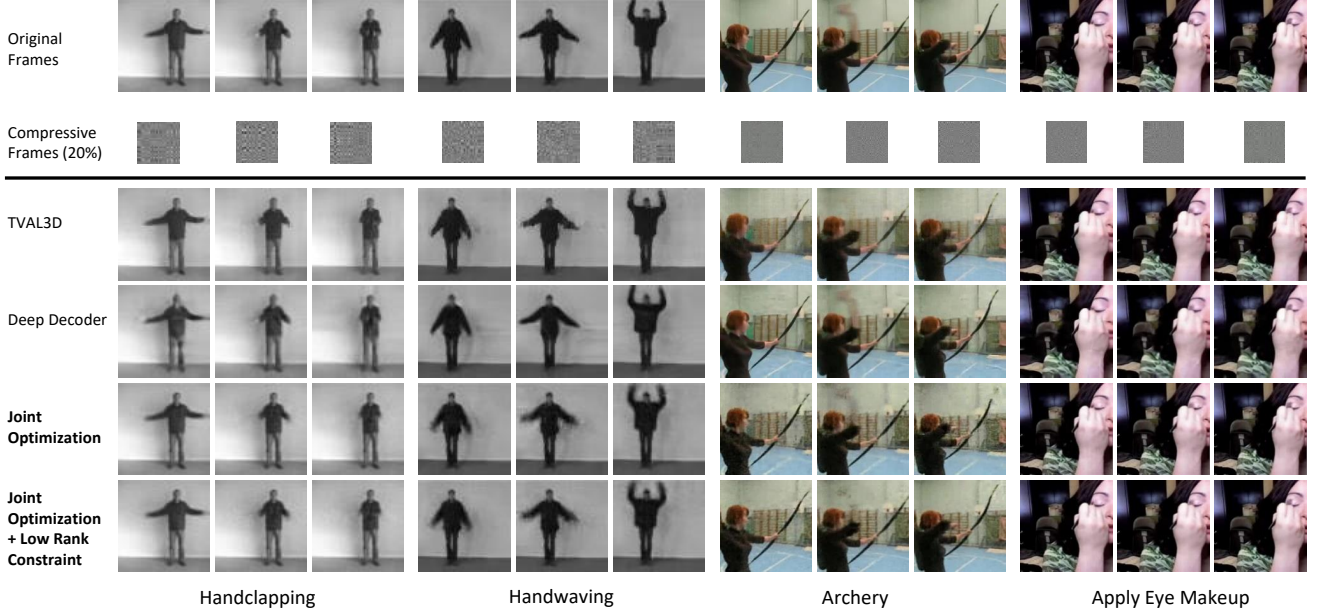 Original
Frames
Compressive
Frames (20%)
TVAL3D
Deep Decoder
Joint
Optimization
Joint
Optimization
+ Low Rank
Constraint
Handclapping
Handwaving
Archery
Apply Eye Makeup